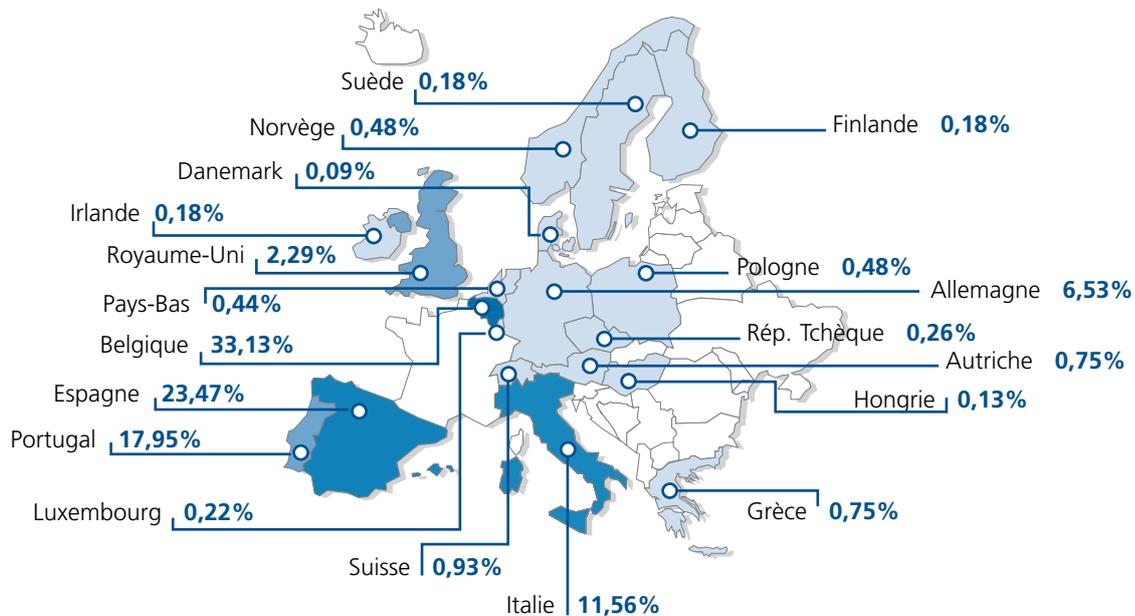 Suède 0,18%
Norvège 0,48%
Finlande 0,18%
Danemark 0,09%
Irlande 0,18%
Royaume-Uni 2,29%
Pologne 0,48%
Pays-Bas 0,44%
Allemagne 6,53%
Rép. Tchèque 0,26%
Belgique 33,13%
Autriche 0,75%
Espagne 23,47%
Hongrie 0,13%
Portugal 17,95%
Luxembourg 0,22%
Grèce 0,75%
Suisse 0,93%
Italie 11,56%